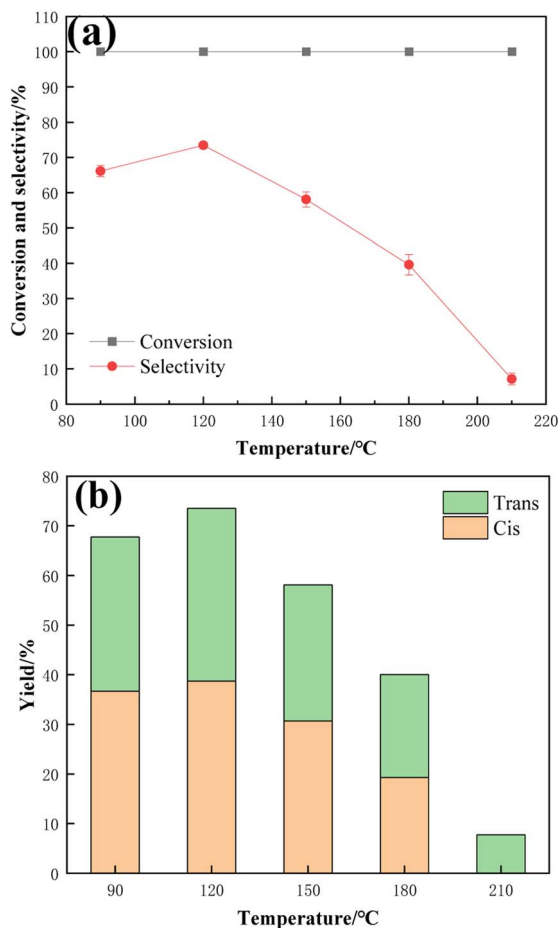 (a)
Conversion and selectivity/%
110
100
90
80
70
60
50
40
30
20
10
0
Conversion
Selectivity
80 100 120 140 160 180 200 220
Temperature/°C
(b)
Yield/%
80
70
60
50
40
30
20
10
0
Trans
Cis
90 120 150 180 210
Temperature/°C